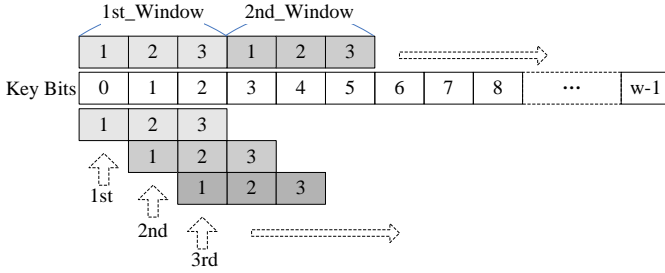 1st_Window 2nd_Window
1 2 3 1 2 3
Key Bits 0 1 2 3 4 5 6 7 8 ... w-1
1 2 3
1 2 3
1st 1 2 3
2nd
3rd